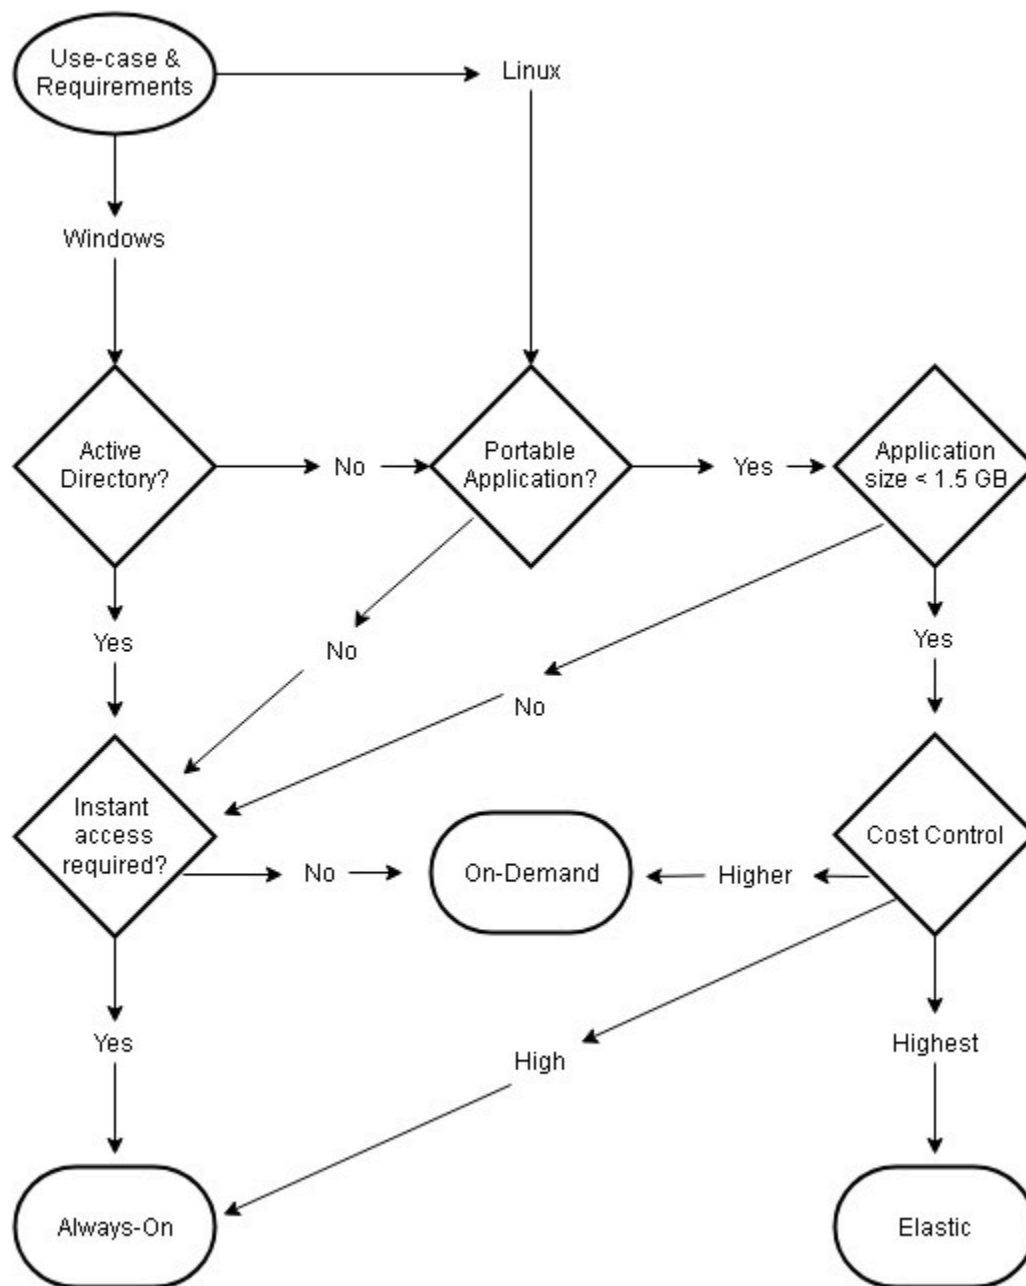 Use-case &
Requirements
Linux
Windows
Active
Directory?
No
Portable
Application?
Yes
Application
size < 1.5 GB
Yes
No
No
Yes
Instant
access
required?
No
On-Demand
Higher
Cost Control
Yes
High
Highest
Always-On
Elastic